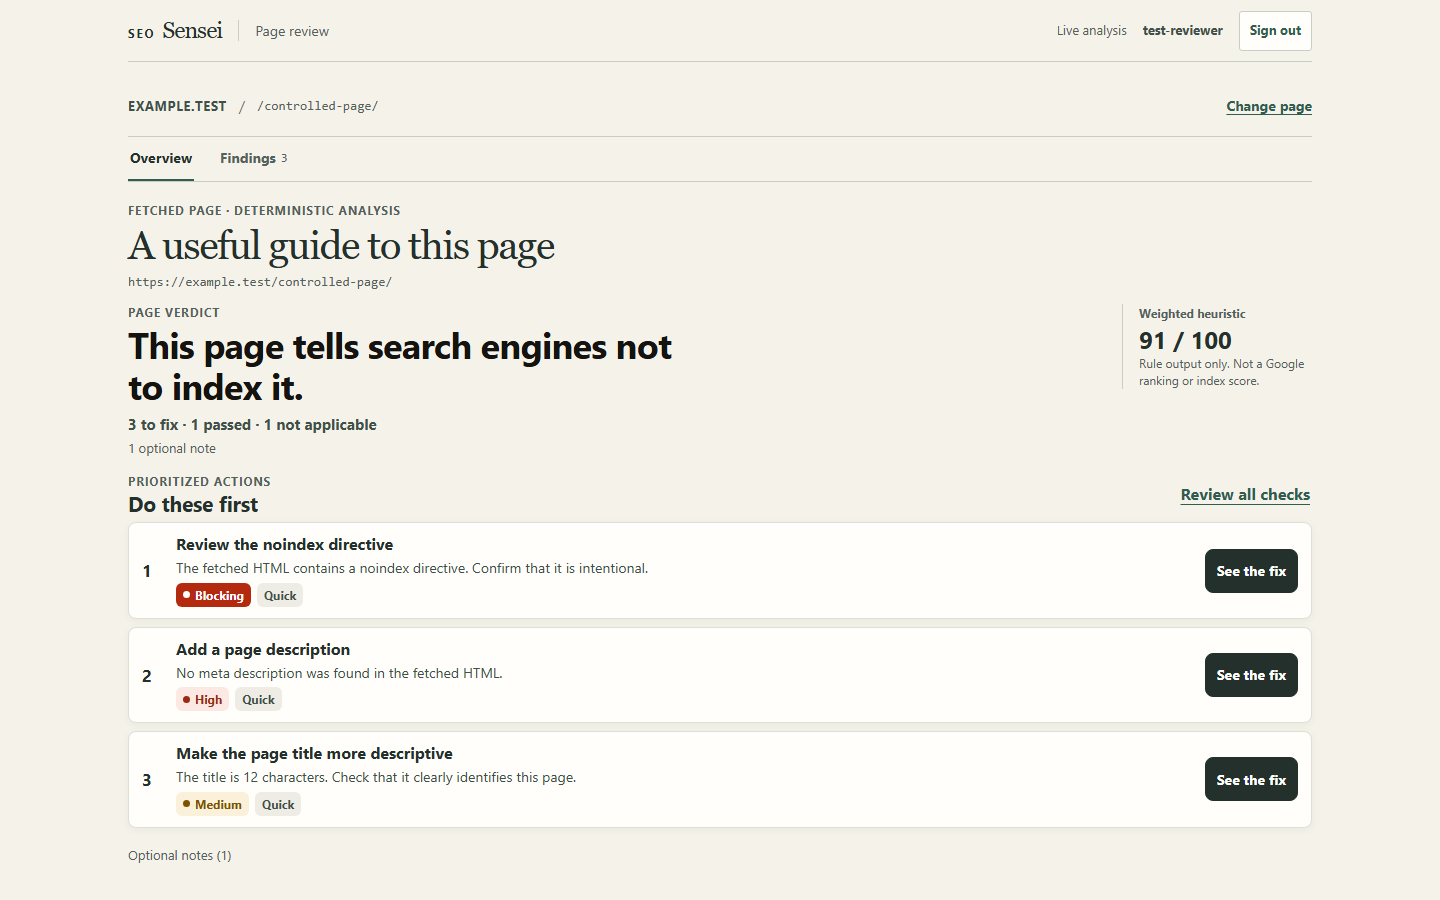 SEO Sensei Page review Live analysis test-reviewer Sign out
EXAMPLE.TEST / /controlled-page/ Change page
Overview Findings 3
FETCHED PAGE · DETERMINISTIC ANALYSIS
A useful guide to this page
https://example.test/controlled-page/
PAGE VERDICT
This page tells search engines not
to index it.
3 to fix · 1 passed · 1 not applicable
1 optional note
Weighted heuristic
91 / 100
Rule output only. Not a Google
ranking or index score.
PRIORITIZED ACTIONS
Do these first
Review all checks
1
Review the noindex directive
The fetched HTML contains a noindex directive. Confirm that it is intentional.
Blocking Quick
See the fix
2
Add a page description
No meta description was found in the fetched HTML.
High Quick
See the fix
3
Make the page title more descriptive
The title is 12 characters. Check that it clearly identifies this page.
Medium Quick
See the fix
Optional notes (1)